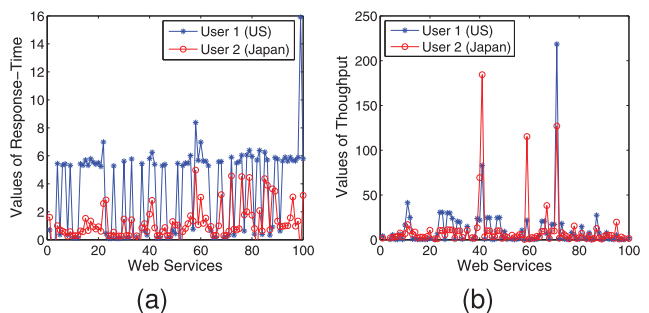 16
14
12
10
8
6
4
2
0
0 20 40 60 80 100
Values of Response-Time
Web Services
User 1 (US)
User 2 (Japan)
(a)
250
200
150
100
50
0
0 20 40 60 80 100
Values of Thoughput
Web Services
User 1 (US)
User 2 (Japan)
(b)